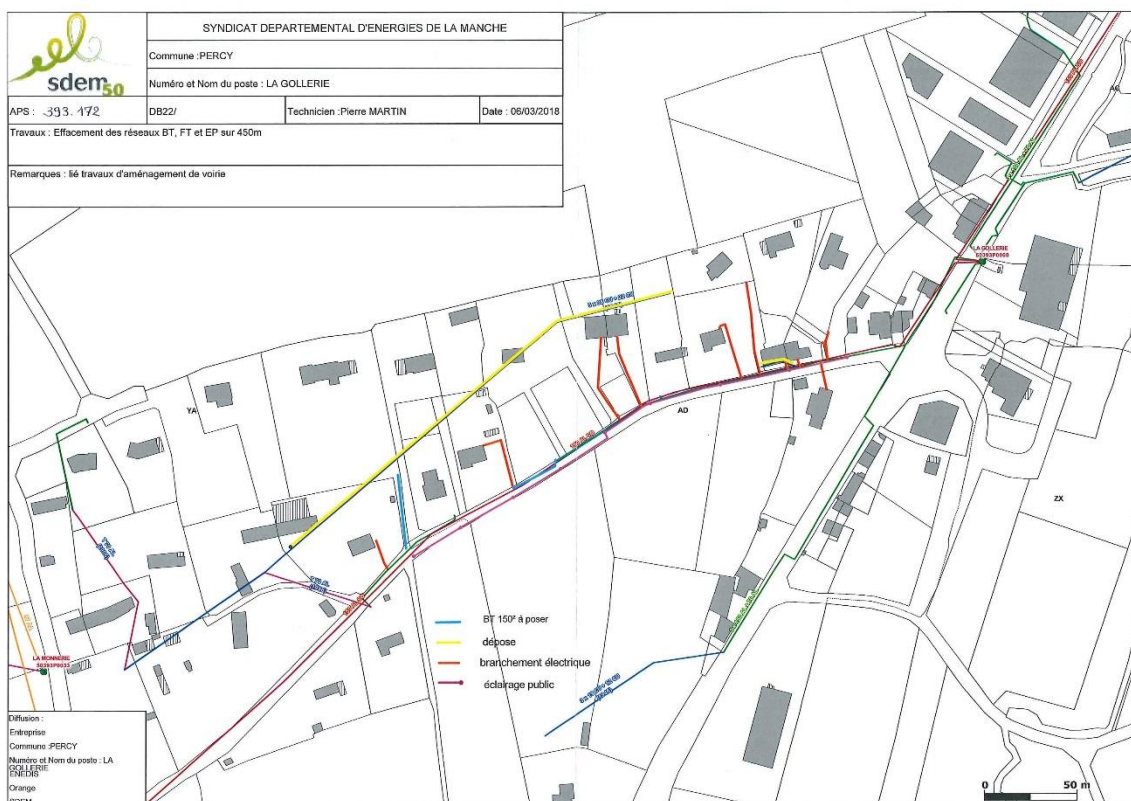 SYNDICAT DEPARTEMENTAL D'ENERGIES DE LA MANCHE
sdem50
Commune :PERCY
Numéro et Nom du poste : LA GOLLERIE
APS : 393.172
DB22/
Technicien :Pierre MARTIN
Date : 06/03/2018
Travaux : Effacement des réseaux BT, FT et EP sur 450m
Remarques : lié travaux d'aménagement de voirie
AC
LA GOLLERIE
YA
AD
ZX
LA MONNERIE
50393P0033
BT 150² à poser
dépose
branchement électrique
éclairage public
Diffusion :
Entreprise
Commune :PERCY
Numéro et Nom du poste : LA
GOLLERIE
ENEDIS
Orange
SDEM
0 50 m